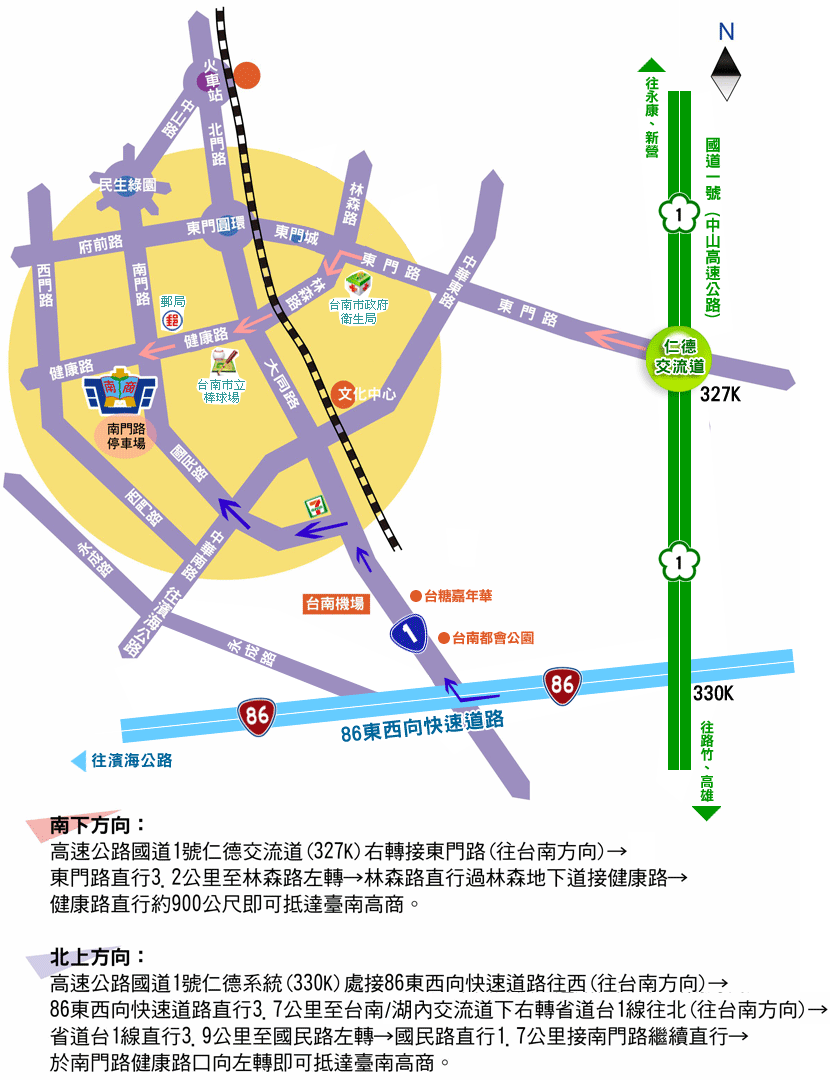 N
火車站
往永康、新營
中山路
北門路
國道一號(中山高速公路)
民生綠園
林森路
1
東門圓環
東門城
府前路
西門路
南門路
東門路
中華東路
林森路
台南市政府
衛生局
郵局
郵
東門路
健康路
仁德
交流道
健康路
327K
南商
台南市立
棒球場
大同路
文化中心
南門路
停車場
國民路
西門路
7
中華南路
永成路
1
往濱海公路
台南機場
台糖嘉年華
1
台南都會公園
永成路
86
86
330K
86東西向快速道路
往濱海公路
往路竹、高雄
南下方向：
高速公路國道1號仁德交流道(327K)右轉接東門路(往台南方向)→
東門路直行3.2公里至林森路左轉→林森路直行過林森地下道接健康路→
健康路直行約900公尺即可抵達臺南高商。
北上方向：
高速公路國道1號仁德系統(330K)處接86東西向快速道路往西(往台南方向)→
86東西向快速道路直行3.7公里至台南/湖內交流道下右轉省道台1線往北(往台南方向)→
省道台1線直行3.9公里至國民路左轉→國民路直行1.7公里接南門路繼續直行→
於南門路健康路口向左轉即可抵達臺南高商。